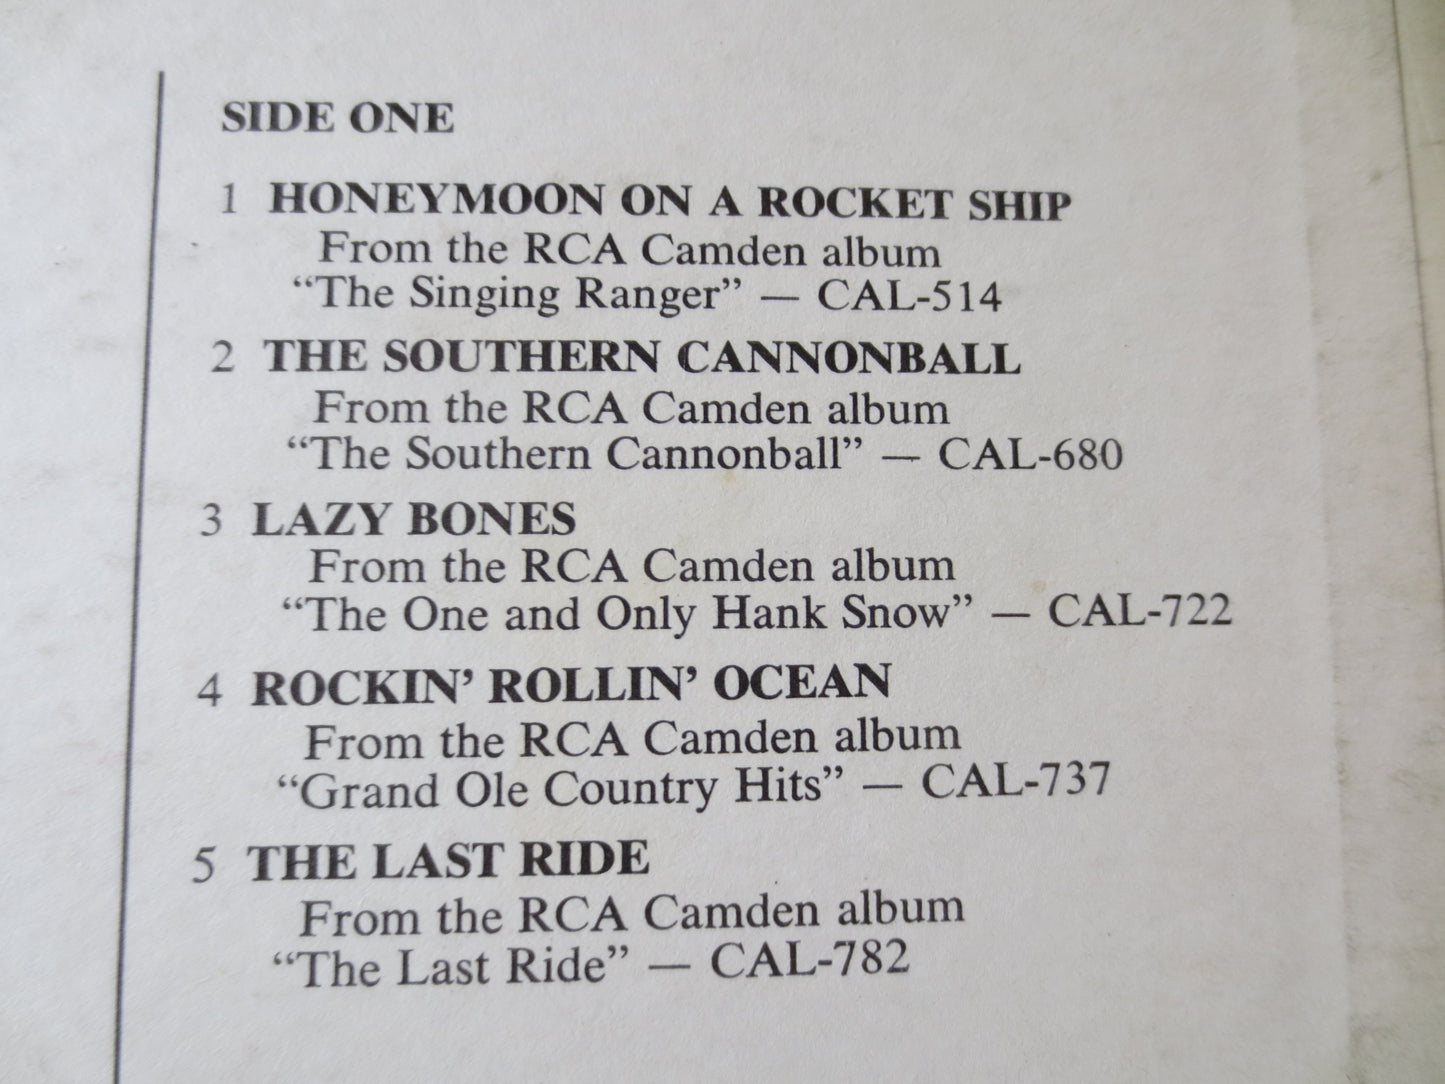 SIDE ONE
1 HONEYMOON ON A ROCKET SHIP
From the RCA Camden album
“The Singing Ranger” — CAL-514
2 THE SOUTHERN CANNONBALL
From the RCA Camden album
“The Southern Cannonball” — CAL-680
3 LAZY BONES
From the RCA Camden album
“The One and Only Hank Snow” — CAL-722
4 ROCKIN’ ROLLIN’ OCEAN
From the RCA Camden album
“Grand Ole Country Hits” — CAL-737
5 THE LAST RIDE
From the RCA Camden album
“The Last Ride” — CAL-782